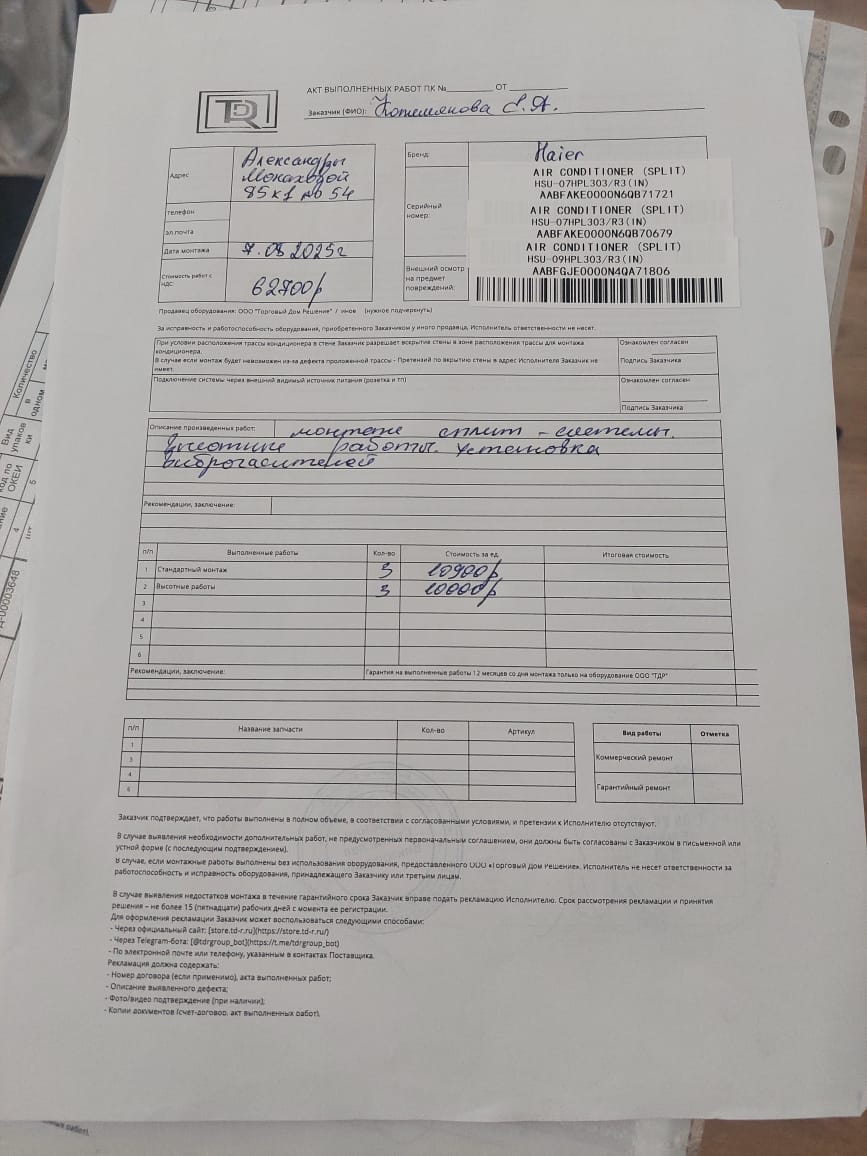 TDR
АКТ ВЫПОЛНЕННЫХ РАБОТ ПК №_________ ОТ ____________
Заказчик (ФИО):
Адрес
Александры
Монаховой
85к1 по 54
телефон
эл.почта
Дата монтажа 7.08.2025г
Стоимость работ с НДС: 62700р
Бренд: Haier
Серийный номер:
AIR CONDITIONER (SPLIT)
HSU-07HPL303/R3(IN)
AABFAKE0000N6QB71721
AIR CONDITIONER (SPLIT)
HSU-07HPL303/R3(IN)
AABFAKE0000N6QB70679
AIR CONDITIONER (SPLIT)
HSU-09HPL303/R3(IN)
AABFGJE0000N4QA71806
Внешний осмотр на предмет повреждений:
Продавец оборудования: ООО "Торговый Дом Решение" / иное (нужное подчеркнуть)
За исправность и работоспособность оборудования, приобретенного Заказчиком у иного продавца, Исполнитель ответственности не несет.
При условии расположения трассы кондиционера в стене Заказчик разрешает вскрытие стены в зоне расположения трассы для монтажа
кондиционера.
В случае если монтаж будет невозможен из-за дефекта проложенной трассы - Претензий по вскрытию стены в адрес Исполнителя Заказчик не
имеет.
Ознакомлен согласен
Подпись Заказчика
Подключение системы через внешний видимый источник питания (розетка и тп)
Ознакомлен согласен
Подпись Заказчика
Описание произведенных работ: монтаж сплит-системы.
высотные работы. Установка
виброгасителей
Рекомендации, заключение:
п/п Выполненные работы Кол-во Стоимость за ед. Итоговая стоимость
1 Стандартный монтаж 3 10900р
2 Высотные работы 3 10000р
3
4
5
6
Рекомендации, заключение: Гарантия на выполненные работы 12 месяцев со дня монтажа только на оборудование ООО "ТДР"
п/п Название запчасти Кол-во Артикул
1
3
4
6
Вид работы Отметка
Коммерческий ремонт
Гарантийный ремонт
Заказчик подтверждает, что работы выполнены в полном объеме, в соответствии с согласованными условиями, и претензии к Исполнителю отсутствуют.
В случае выявления необходимости дополнительных работ, не предусмотренных первоначальным соглашением, они должны быть согласованы с Заказчиком в письменной или
устной форме (с последующим подтверждением).
В случае, если монтажные работы выполнены без использования оборудования, предоставленного ООО «Торговый Дом Решение», Исполнитель не несет ответственности за
работоспособность и исправность оборудования, принадлежащего Заказчику или третьим лицам.
В случае выявления недостатков монтажа в течение гарантийного срока Заказчик вправе подать рекламацию Исполнителю. Срок рассмотрения рекламации и принятия
решения – не более 15 (пятнадцати) рабочих дней с момента ее регистрации.
Для оформления рекламации Заказчик может воспользоваться следующими способами:
- Через официальный сайт: [store.td-r.ru](https://store.td-r.ru/)
- Через Telegram-бота: [@tdrgroup_bot](https://t.me/tdrgroup_bot)
- По электронной почте или телефону, указанным в контактах Поставщика.
Рекламация должна содержать:
- Номер договора (если применимо), акта выполненных работ;
- Описание выявленного дефекта;
- Фото/видео подтверждение (при наличии);
- Копии документов (счет-договор, акт выполненных работ).
Количество
в
одном
Вид
упаков
ки
Код по
ОКЕИ
5
4